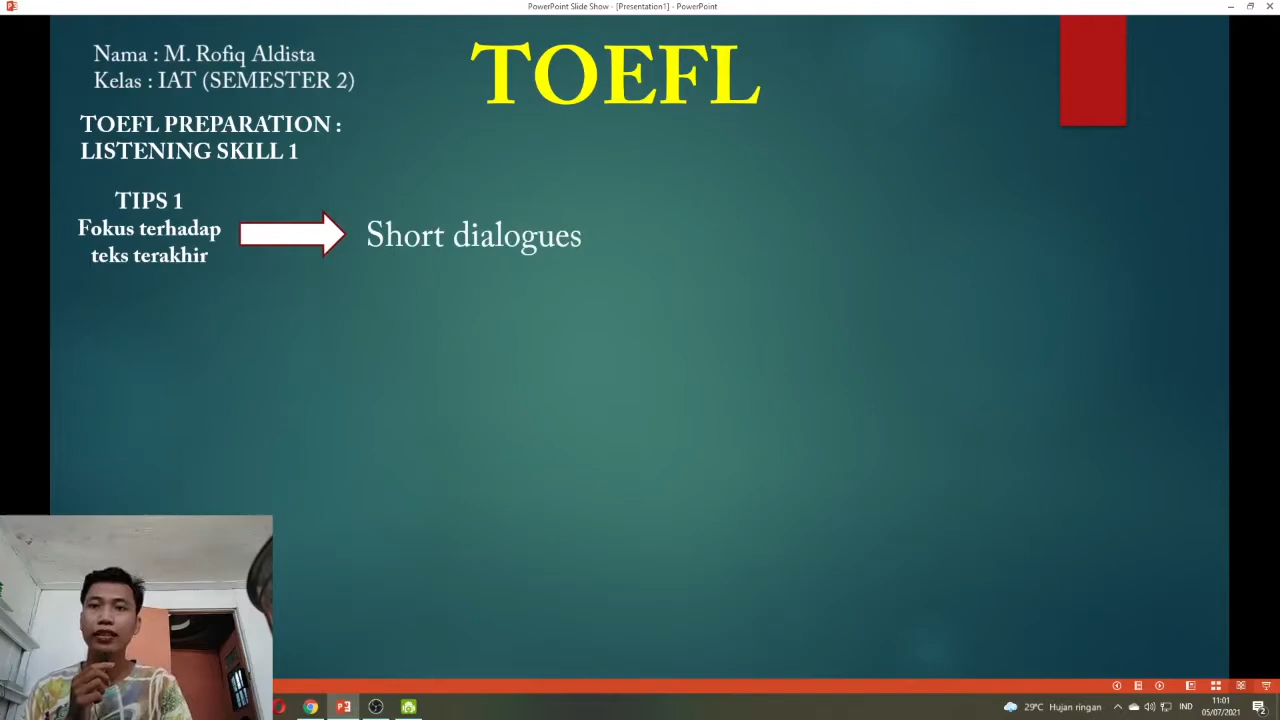 PowerPoint Slide Show - [Presentation1] - PowerPoint
Nama : M. Rofiq Aldista
Kelas : IAT (SEMESTER 2)
TOEFL
TOEFL PREPARATION :
LISTENING SKILL 1
TIPS 1
Fokus terhadap
teks terakhir
Short dialogues
29°C Hujan ringan
IND
11:01
05/07/2021
2